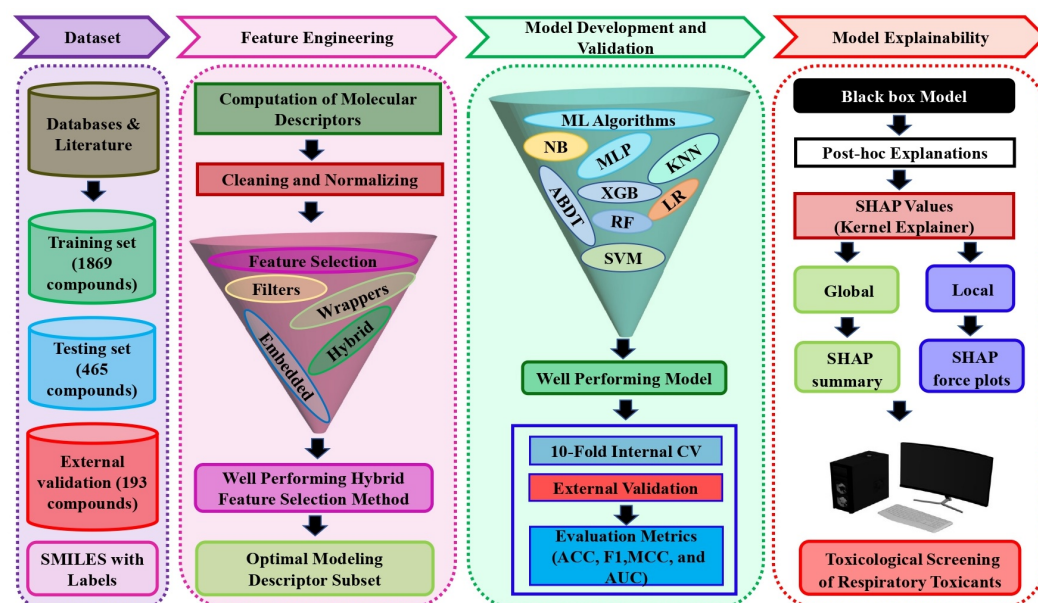 Dataset
Feature Engineering
Model Development and
Validation
Model Explainability
Databases &
Literature
Training set
(1869
compounds)
Testing set
(465
compounds)
External
validation (193
compounds)
SMILES with
Labels
Computation of Molecular
Descriptors
Cleaning and Normalizing
Feature Selection
Filters
Wrappers
Embedded
Hybrid
Well Performing Hybrid
Feature Selection Method
Optimal Modeling
Descriptor Subset
ML Algorithms
NB
MLP
KNN
ABDT
XGB
LR
RF
SVM
Well Performing Model
10-Fold Internal CV
External Validation
Evaluation Metrics
(ACC, F1,MCC, and
AUC)
Black box Model
Post-hoc Explanations
SHAP Values
(Kernel Explainer)
Global
Local
SHAP
summary
SHAP
force plots
Toxicological Screening
of Respiratory Toxicants